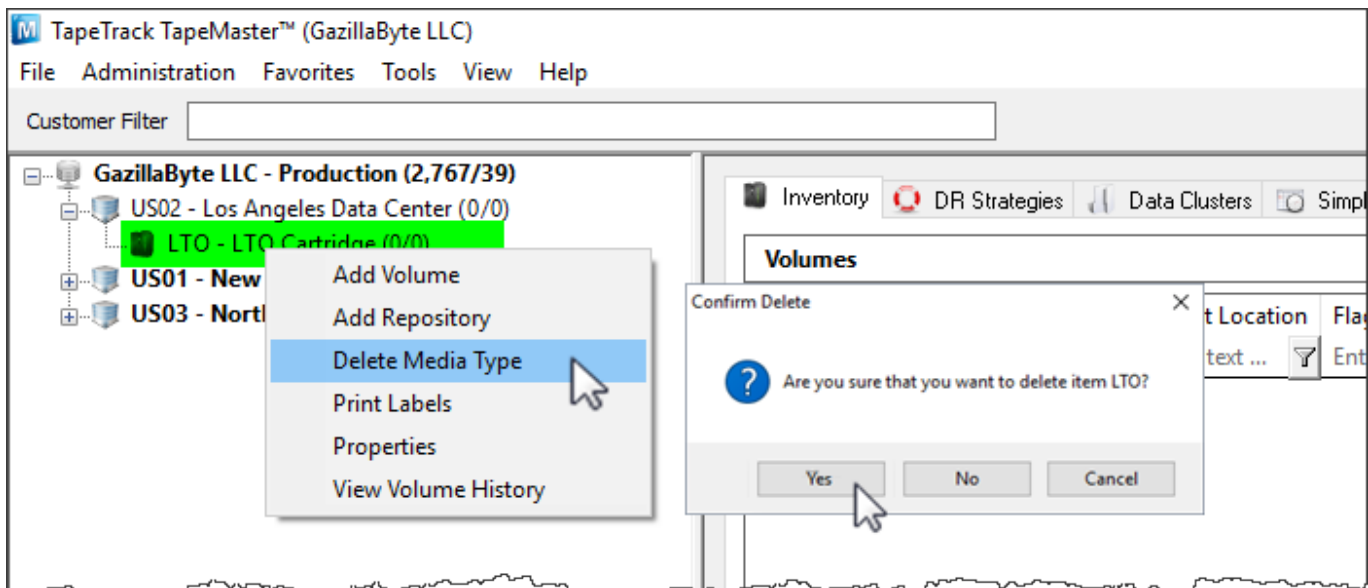 TapeTrack TapeMaster™ (GazillaByte LLC)
File Administration Favorites Tools View Help
Customer Filter
GazillaByte LLC - Production (2,767/39)
US02 - Los Angeles Data Center (0/0)
LTO - LTO Cartridge (0/0)
US01 - New
US03 - North
Add Volume
Add Repository
Delete Media Type
Print Labels
Properties
View Volume History
Inventory DR Strategies Data Clusters Simpl
Volumes
t Location Flag
text ... Ent
Confirm Delete
Are you sure that you want to delete item LTO?
Yes No Cancel